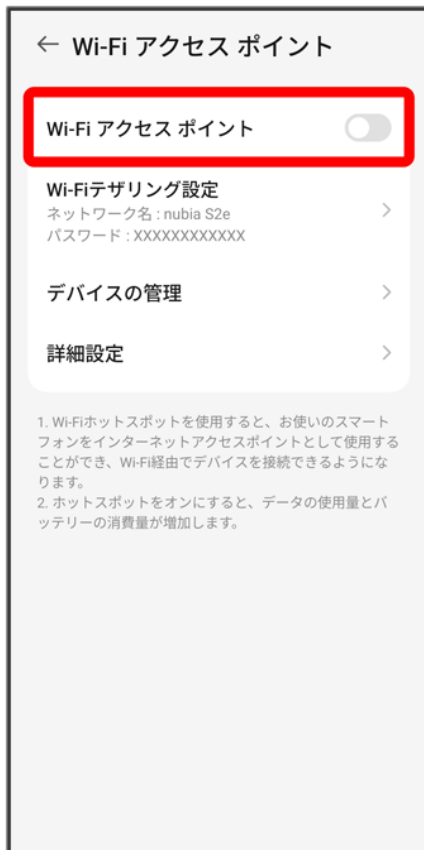 ← Wi-Fi アクセス ポイント
Wi-Fi アクセス ポイント
Wi-Fiテザリング設定
ネットワーク名 : nubia S2e
パスワード : XXXXXXXXXXXX
デバイスの管理
詳細設定
1. Wi-Fiホットスポットを使用すると、お使いのスマート
フォンをインターネットアクセスポイントとして使用する
ことができ、Wi-Fi経由でデバイスを接続できるようにな
ります。
2. ホットスポットをオンにすると、データの使用量とバ
ッテリーの消費量が増加します。